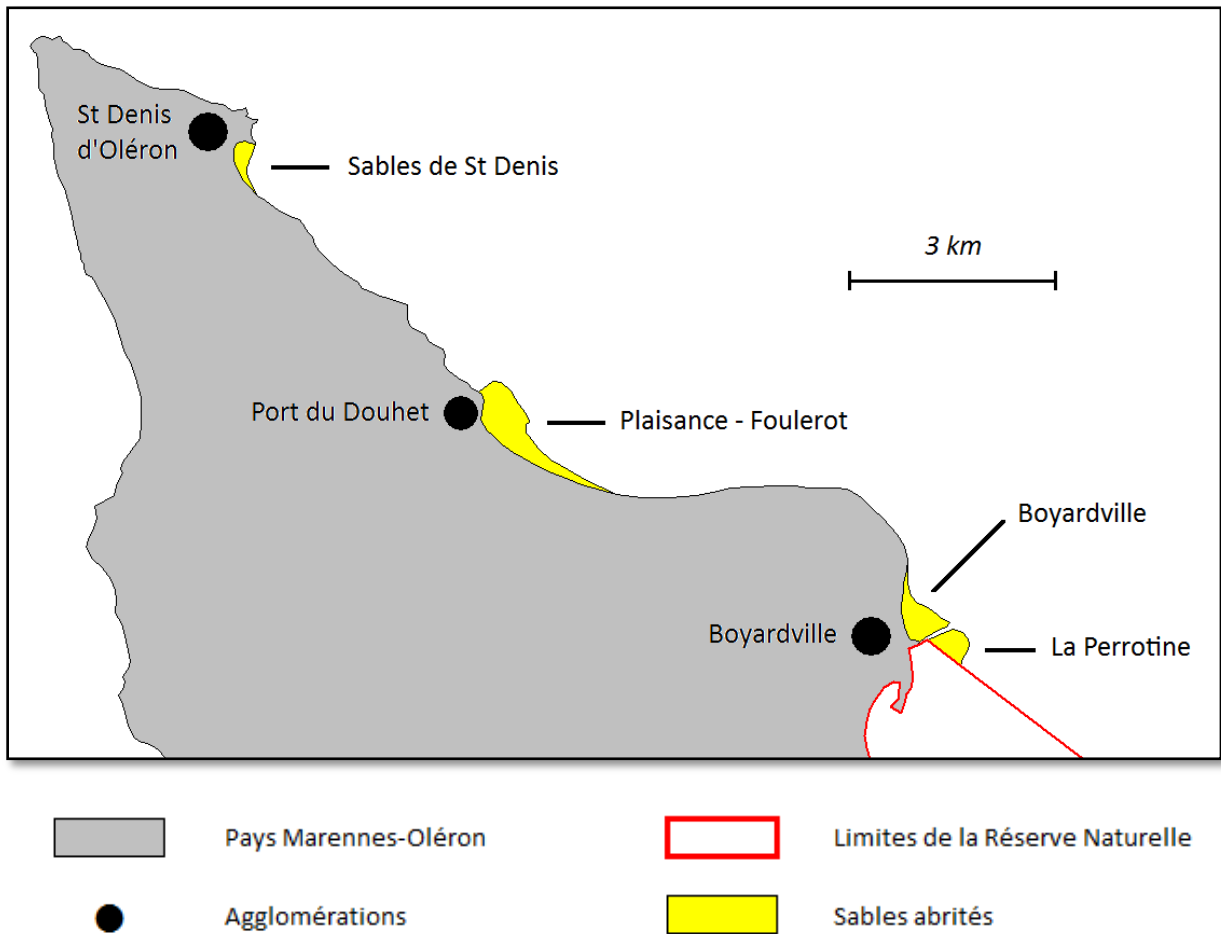 St Denis
d'Oléron
Sables de St Denis
3 km
Port du Douhet
Plaisance - Foulerot
Boyardville
Boyardville
La Perrotine
Pays Marennes-Oléron
Limites de la Réserve Naturelle
Agglomérations
Sables abrités